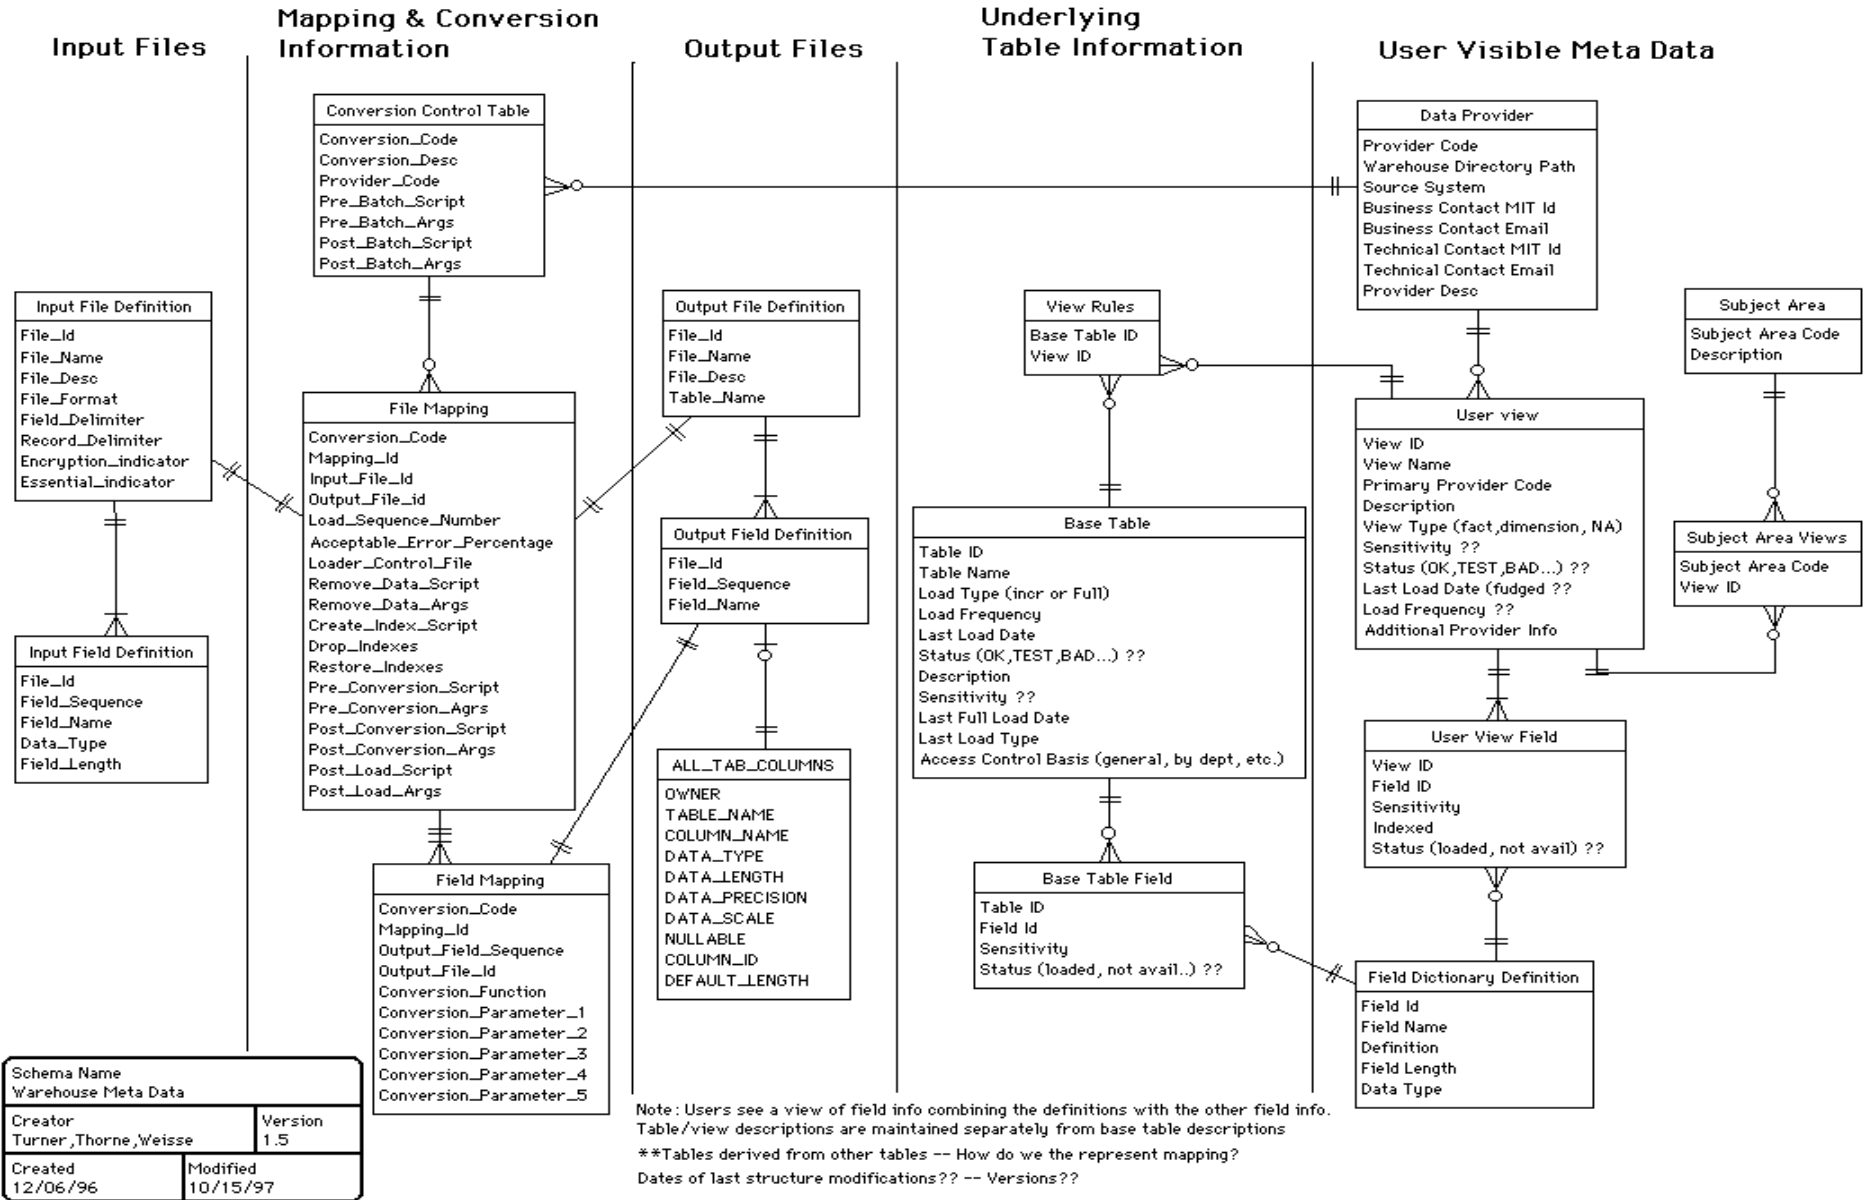 Input Files
Mapping & Conversion
Information
Output Files
Underlying
Table Information
User Visible Meta Data
Conversion Control Table
Conversion_Code
Conversion_Desc
Provider_Code
Pre_Batch_Script
Pre_Batch_Args
Post_Batch_Script
Post_Batch_Args
Data Provider
Provider Code
Warehouse Directory Path
Source System
Business Contact MIT Id
Business Contact Email
Technical Contact MIT Id
Technical Contact Email
Provider Desc
Input File Definition
File_Id
File_Name
File_Desc
File_Format
Field_Delimiter
Record_Delimiter
Encryption_indicator
Essential_indicator
Output File Definition
File_Id
File_Name
File_Desc
Table_Name
View Rules
Base Table ID
View ID
Subject Area
Subject Area Code
Description
File Mapping
Conversion_Code
Mapping_Id
Input_File_Id
Output_File_id
Load_Sequence_Number
Acceptable_Error_Percentage
Loader_Control_File
Remove_Data_Script
Remove_Data_Args
Create_Index_Script
Drop_Indexes
Restore_Indexes
Pre_Conversion_Script
Pre_Conversion_Agrs
Post_Conversion_Script
Post_Conversion_Args
Post_Load_Script
Post_Load_Args
User view
View ID
View Name
Primary Provider Code
Description
View Type (fact,dimension, NA)
Sensitivity ??
Status (OK,TEST,BAD...) ??
Last Load Date (fudged ??
Load Frequency ??
Additional Provider Info
Output Field Definition
File_Id
Field_Sequence
Field_Name
Base Table
Table ID
Table Name
Load Type (incr or Full)
Load Frequency
Last Load Date
Status (OK,TEST,BAD...) ??
Description
Sensitivity ??
Last Full Load Date
Last Load Type
Access Control Basis (general, by dept, etc.)
Subject Area Views
Subject Area Code
View ID
Input Field Definition
File_Id
Field_Sequence
Field_Name
Data_Type
Field_Length
ALL_TAB_COLUMNS
OWNER
TABLE_NAME
COLUMN_NAME
DATA_TYPE
DATA_LENGTH
DATA_PRECISION
DATA_SCALE
NULLABLE
COLUMN_ID
DEFAULT_LENGTH
User View Field
View ID
Field ID
Sensitivity
Indexed
Status (loaded, not avail) ??
Field Mapping
Conversion_Code
Mapping_Id
Output_Field_Sequence
Output_File_Id
Conversion_Function
Conversion_Parameter_1
Conversion_Parameter_2
Conversion_Parameter_3
Conversion_Parameter_4
Conversion_Parameter_5
Base Table Field
Table ID
Field Id
Sensitivity
Status (loaded, not avail..) ??
Field Dictionary Definition
Field Id
Field Name
Definition
Field Length
Data Type
Schema Name
Warehouse Meta Data
Creator
Turner,Thorne,Weisse
Version
1.5
Created
12/06/96
Modified
10/15/97
Note: Users see a view of field info combining the definitions with the other field info.
Table/view descriptions are maintained separately from base table descriptions
**Tables derived from other tables -- How do we the represent mapping?
Dates of last structure modifications?? -- Versions??